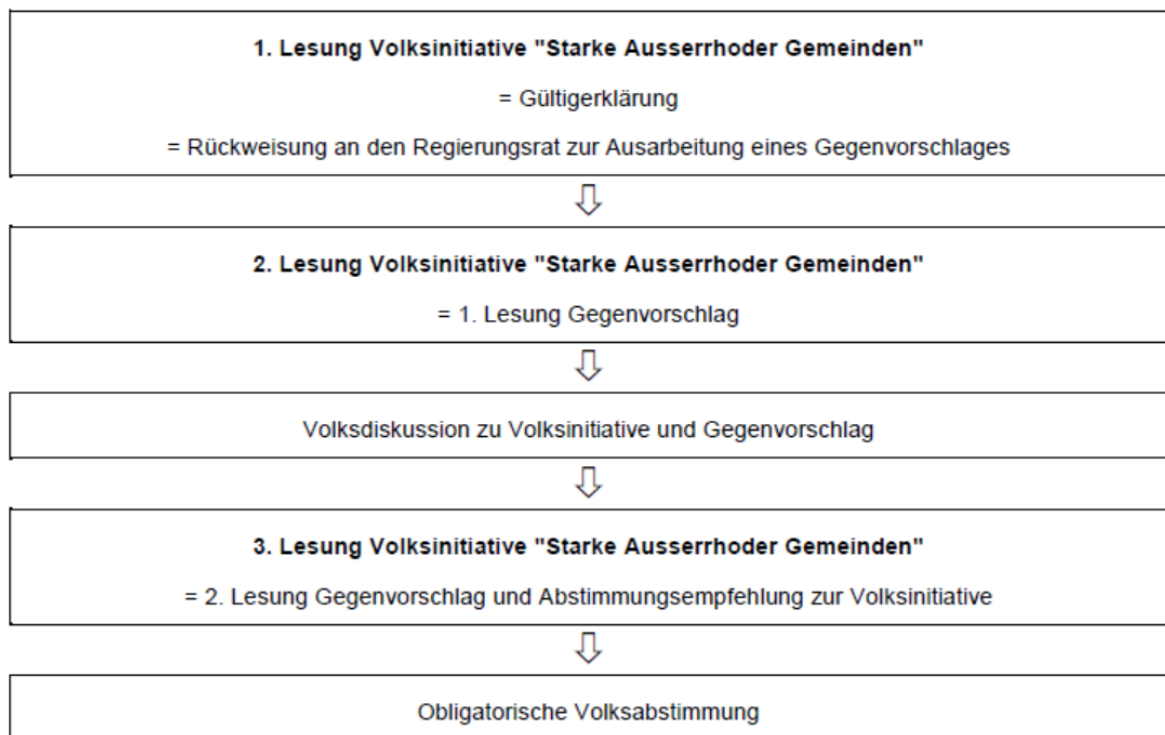 1. Lesung Volksinitiative "Starke Ausserrhoder Gemeinden"
= Gültigerklärung
= Rückweisung an den Regierungsrat zur Ausarbeitung eines Gegenvorschlages
2. Lesung Volksinitiative "Starke Ausserrhoder Gemeinden"
= 1. Lesung Gegenvorschlag
Volksdiskussion zu Volksinitiative und Gegenvorschlag
3. Lesung Volksinitiative "Starke Ausserrhoder Gemeinden"
= 2. Lesung Gegenvorschlag und Abstimmungsempfehlung zur Volksinitiative
Obligatorische Volksabstimmung